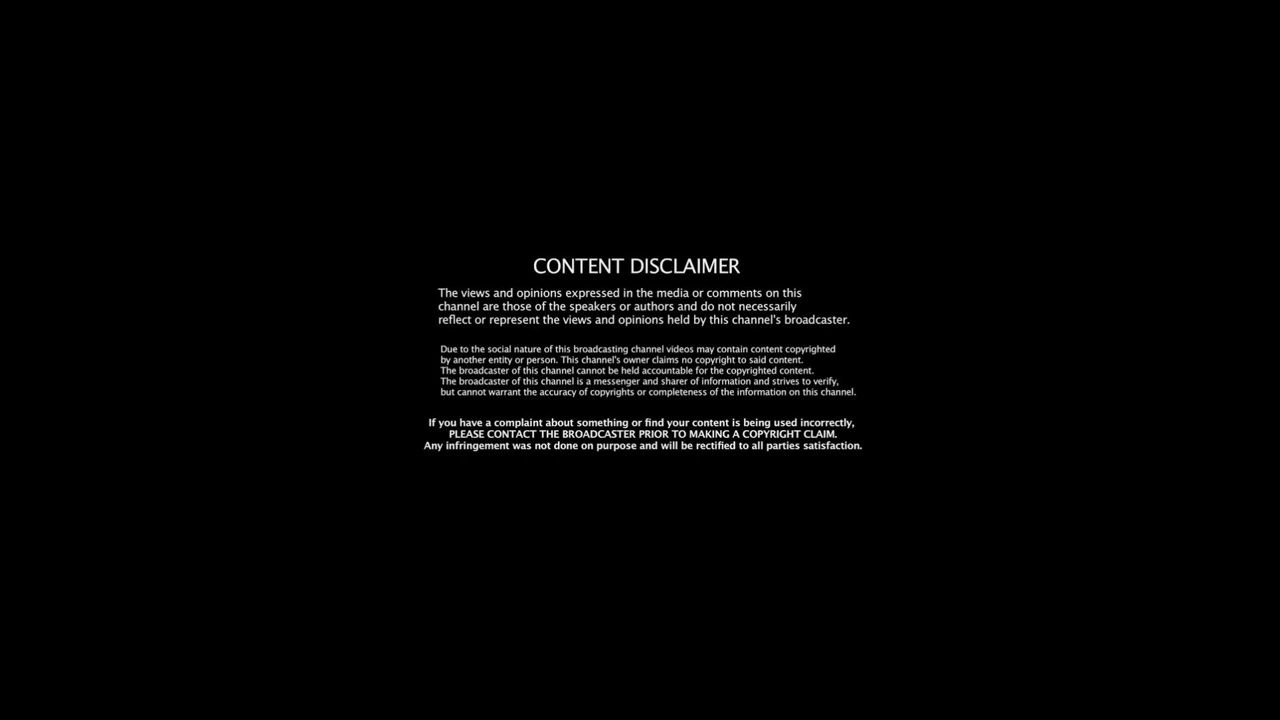 CONTENT DISCLAIMER
The views and opinions expressed in the media or comments on this
channel are those of the speakers or authors and do not necessarily
reflect or represent the views and opinions held by this channel's broadcaster.
Due to the social nature of this broadcasting channel videos may contain content copyrighted
by another entity or person. This channel's owner claims no copyright to said content.
The broadcaster of this channel cannot be held accountable for the copyrighted content.
The broadcaster of this channel is a messenger and sharer of information and strives to verify,
but cannot warrant the accuracy of copyrights or completeness of the information on this channel.
If you have a complaint about something or find your content is being used incorrectly,
PLEASE CONTACT THE BROADCASTER PRIOR TO MAKING A COPYRIGHT CLAIM.
Any infringement was not done on purpose and will be rectified to all parties satisfaction.